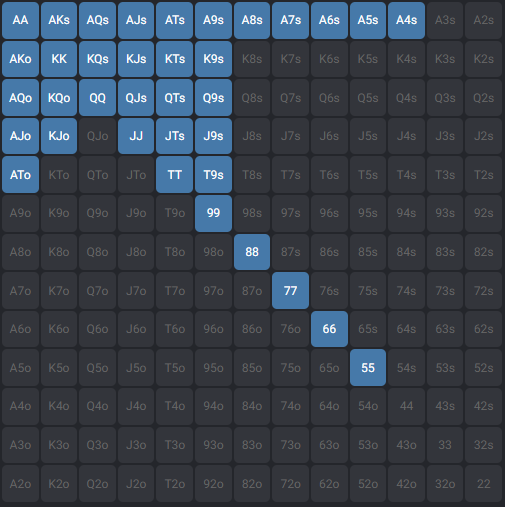 AA AKs AQs AJs ATs A9s A8s A7s A6s A5s A4s A3s A2s
AKo KK KQs KJs KTs K9s K8s K7s K6s K5s K4s K3s K2s
AQo KQo QQ QJs QTs Q9s Q8s Q7s Q6s Q5s Q4s Q3s Q2s
AJo KJo QJo JJ JTs J9s J8s J7s J6s J5s J4s J3s J2s
ATo KTo QTo JTo TT T9s T8s T7s T6s T5s T4s T3s T2s
A9o K9o Q9o J9o T9o 99 98s 97s 96s 95s 94s 93s 92s
A8o K8o Q8o J8o T8o 98o 88 87s 86s 85s 84s 83s 82s
A7o K7o Q7o J7o T7o 97o 87o 77 76s 75s 74s 73s 72s
A6o K6o Q6o J6o T6o 96o 86o 76o 66 65s 64s 63s 62s
A5o K5o Q5o J5o T5o 95o 85o 75o 65o 55 54s 53s 52s
A4o K4o Q4o J4o T4o 94o 84o 74o 64o 54o 44 43s 42s
A3o K3o Q3o J3o T3o 93o 83o 73o 63o 53o 43o 33 32s
A2o K2o Q2o J2o T2o 92o 82o 72o 62o 52o 42o 32o 22